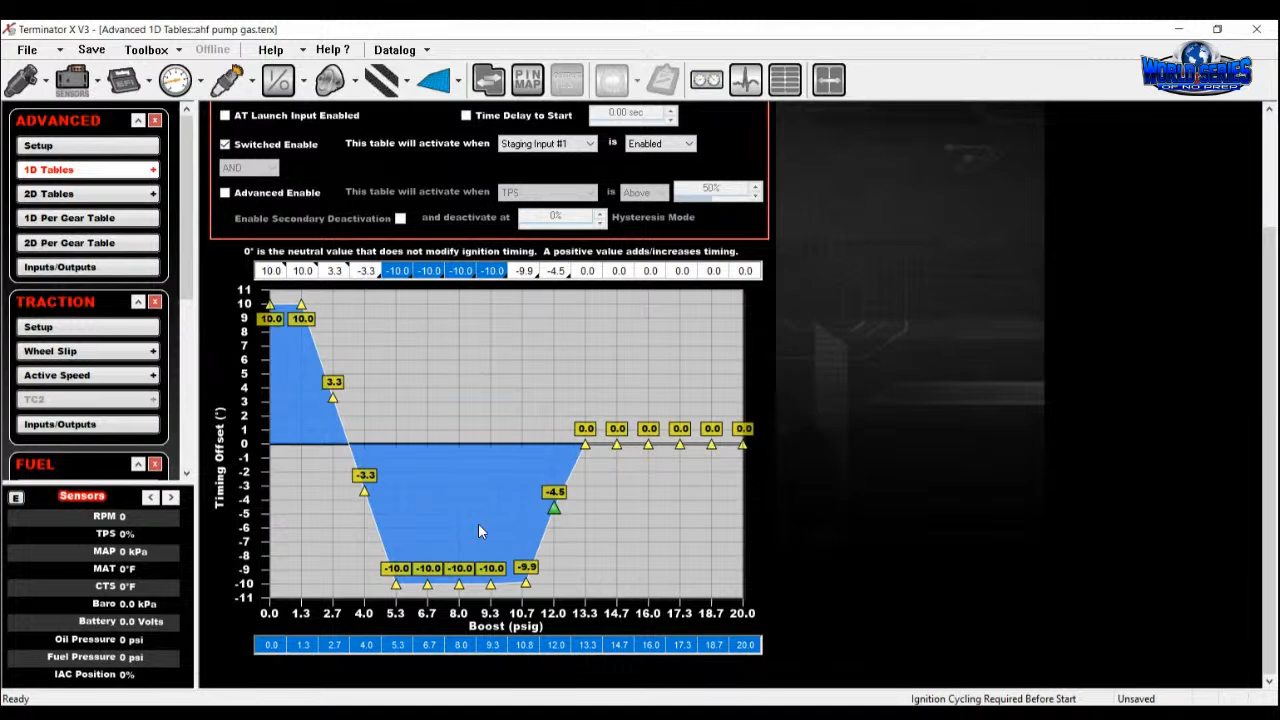 Terminator X V3 - [Advanced 1D Tables::ahf pump gas.terx]
File Save Toolbox Offline Help Help ? Datalog
SENSORS PIN MAP
WORLD SERIES OF NO PREP
ADVANCED
Setup
1D Tables +
2D Tables +
1D Per Gear Table
2D Per Gear Table
Inputs/Outputs
TRACTION
Setup
Wheel Slip +
Active Speed +
TC2 +
Inputs/Outputs
FUEL
E Sensors < >
RPM 0
TPS 0%
MAP 0 kPa
MAT 0°F
CTS 0°F
Baro 0.0 kPa
Battery 0.0 Volts
Oil Pressure 0 psi
Fuel Pressure 0 psi
IAC Position 0%
AT Launch Input Enabled Time Delay to Start 0.00 sec
Switched Enable This table will activate when Staging Input #1 is Enabled
AND
Advanced Enable This table will activate when TPS is Above 50%
Enable Secondary Deactivation and deactivate at 0% Hysteresis Mode
0° is the neutral value that does not modify ignition timing. A positive value adds/increases timing.
10.0 10.0 3.3 -3.3 -10.0 -10.0 -10.0 -10.0 -9.9 -4.5 0.0 0.0 0.0 0.0 0.0 0.0
11
10
9
8
7
6
5
4
3
2
1
0
-1
-2
-3
-4
-5
-6
-7
-8
-9
-10
-11
Timing Offset (°)
10.0 10.0 3.3 -3.3 -10.0 -10.0 -10.0 -10.0 -9.9 -4.5 0.0 0.0 0.0 0.0 0.0 0.0
0.0 1.3 2.7 4.0 5.3 6.7 8.0 9.3 10.7 12.0 13.3 14.7 16.0 17.3 18.7 20.0
Boost (psig)
0.0 1.3 2.7 4.0 5.3 6.7 8.0 9.3 10.8 12.0 13.3 14.7 16.0 17.3 18.7 20.0
Ready Ignition Cycling Required Before Start Unsaved